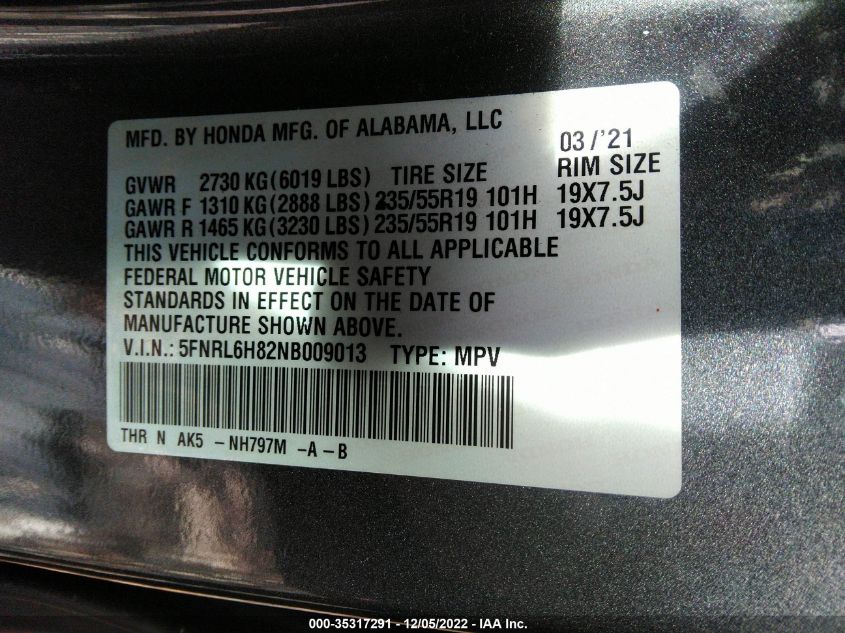 MFD. BY HONDA MFG. OF ALABAMA, LLC
03/'21
GVWR 2730 KG(6019 LBS) TIRE SIZE RIM SIZE
GAWR F 1310 KG(2888 LBS) 235/55R19 101H 19X7.5J
GAWR R 1465 KG(3230 LBS) 235/55R19 101H 19X7.5J
THIS VEHICLE CONFORMS TO ALL APPLICABLE
FEDERAL MOTOR VEHICLE SAFETY
STANDARDS IN EFFECT ON THE DATE OF
MANUFACTURE SHOWN ABOVE.
V.I.N.: 5FNRL6H82NB009013 TYPE: MPV
THR N AK5 -NH797M -A-B
000-35317291 - 12/05/2022 - IAA Inc.